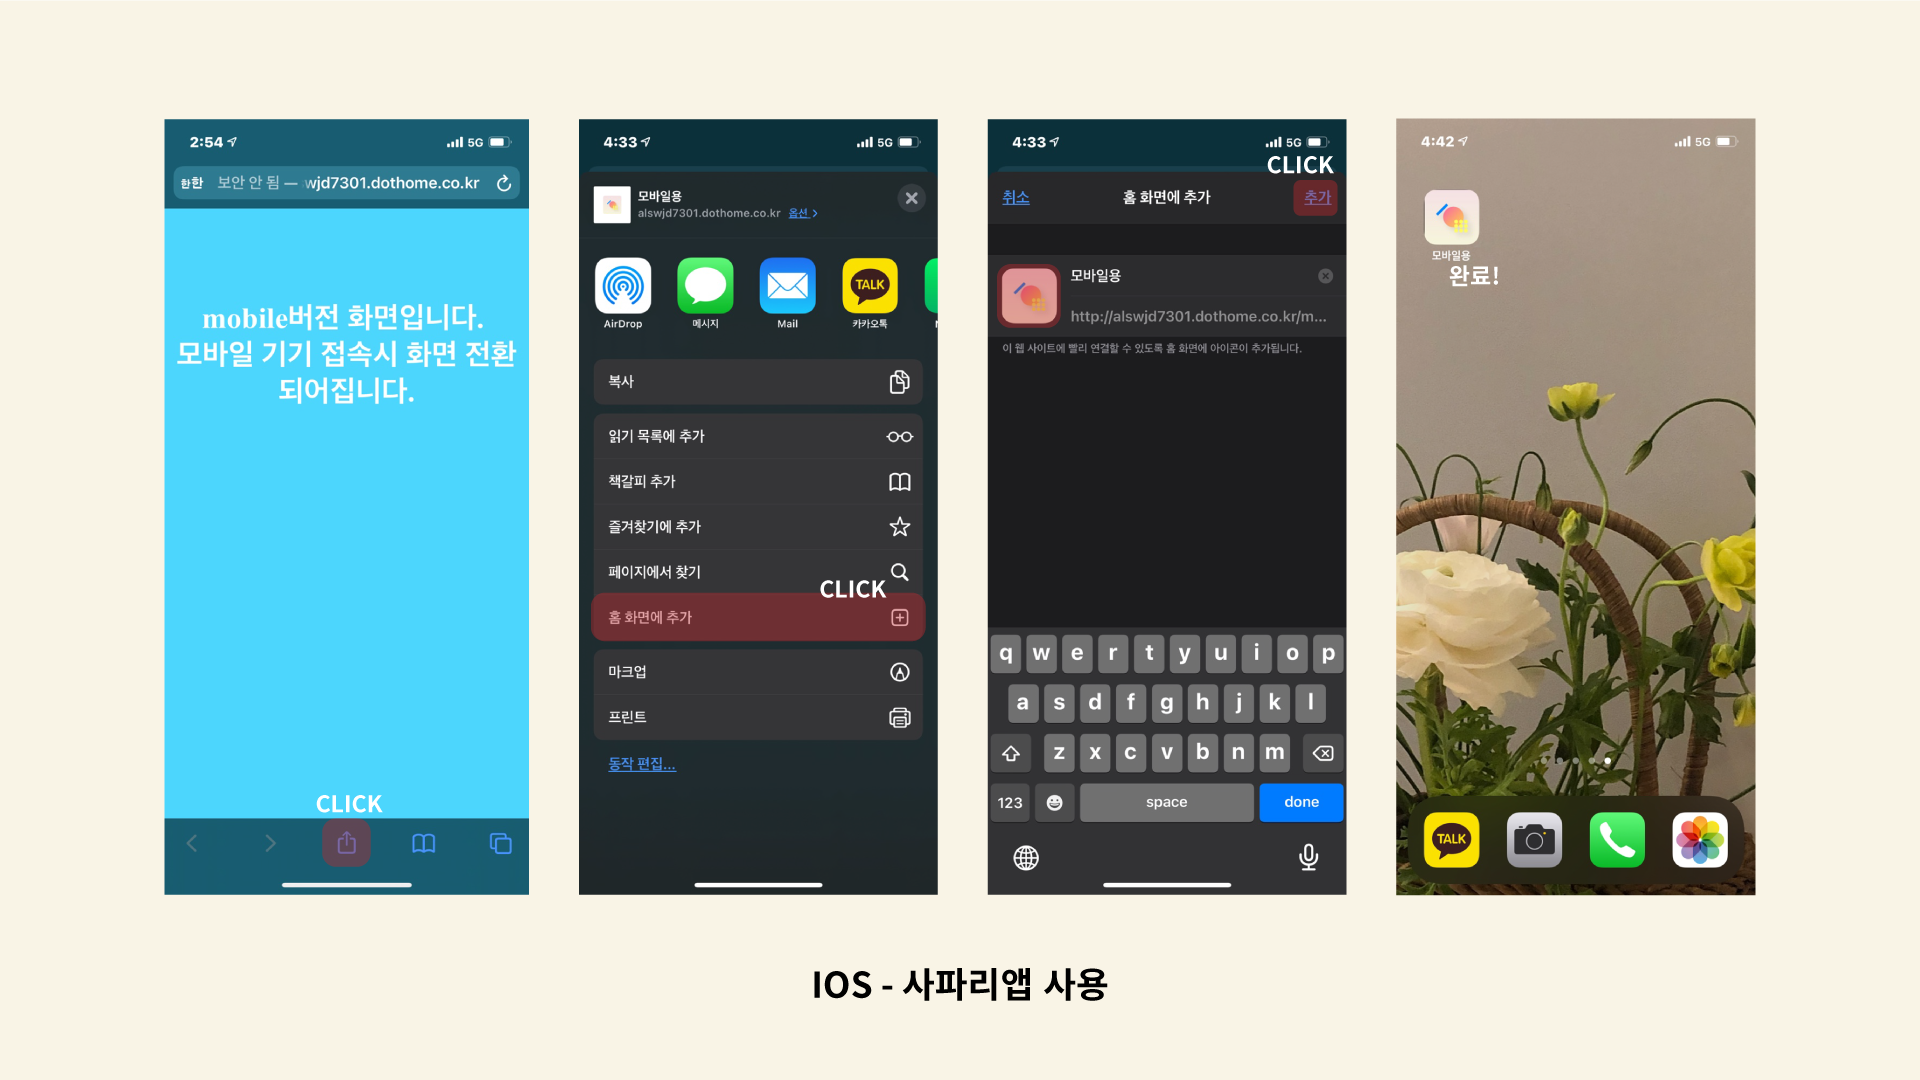 2:54
5G
한한 보안 안 됨 — wjd7301.dothome.co.kr
mobile버전 화면입니다.
모바일 기기 접속시 화면 전환
되어집니다.
CLICK
4:33
5G
모바일용
alswjd7301.dothome.co.kr 옵션 >
AirDrop
메시지
Mail
TALK
카카오톡
복사
읽기 목록에 추가
책갈피 추가
즐겨찾기에 추가
페이지에서 찾기
CLICK
홈 화면에 추가
마크업
프린트
동작 편집...
4:33
5G
CLICK
취소
홈 화면에 추가
추가
모바일용
http://alswjd7301.dothome.co.kr/m...
이 웹 사이트에 빨리 연결할 수 있도록 홈 화면에 아이콘이 추가됩니다.
q w e r t y u i o p
a s d f g h j k l
z x c v b n m
123 space done
4:42
5G
모바일용
완료!
TALK
IOS - 사파리앱 사용